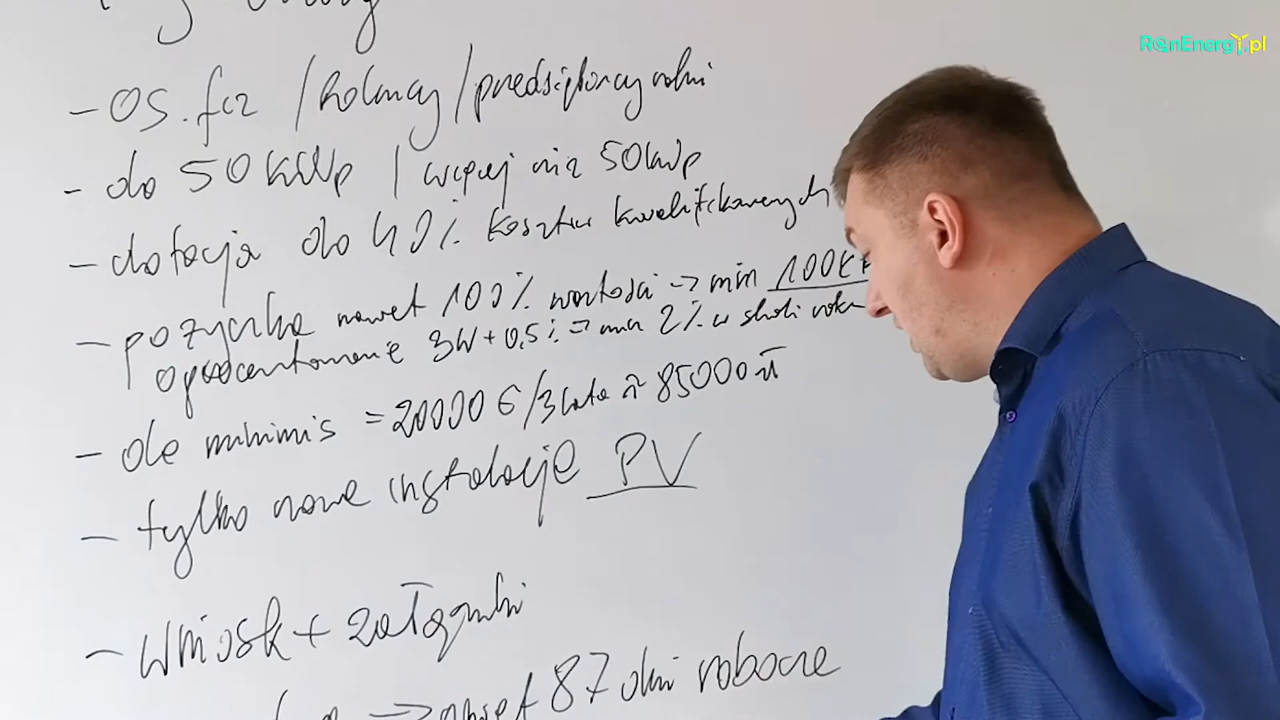 RenEnergy.pl
- os. fiz / Rolnicy / przedsiębiorcy rolni
- do 50 kWp / więcej niż 50 kWp
- dotacja do 40% kosztów kwalifikowanych
- pożyczka nawet 100% wartości → min 100
oprocentowanie 3W + 0,5% → min 2% w skali roku
- de minimis = 20000 € / 3 lata ≈ 85000 zł
- tylko nowe instalacje PV
- wniosek + załączniki
→ nawet 87 dni robocze